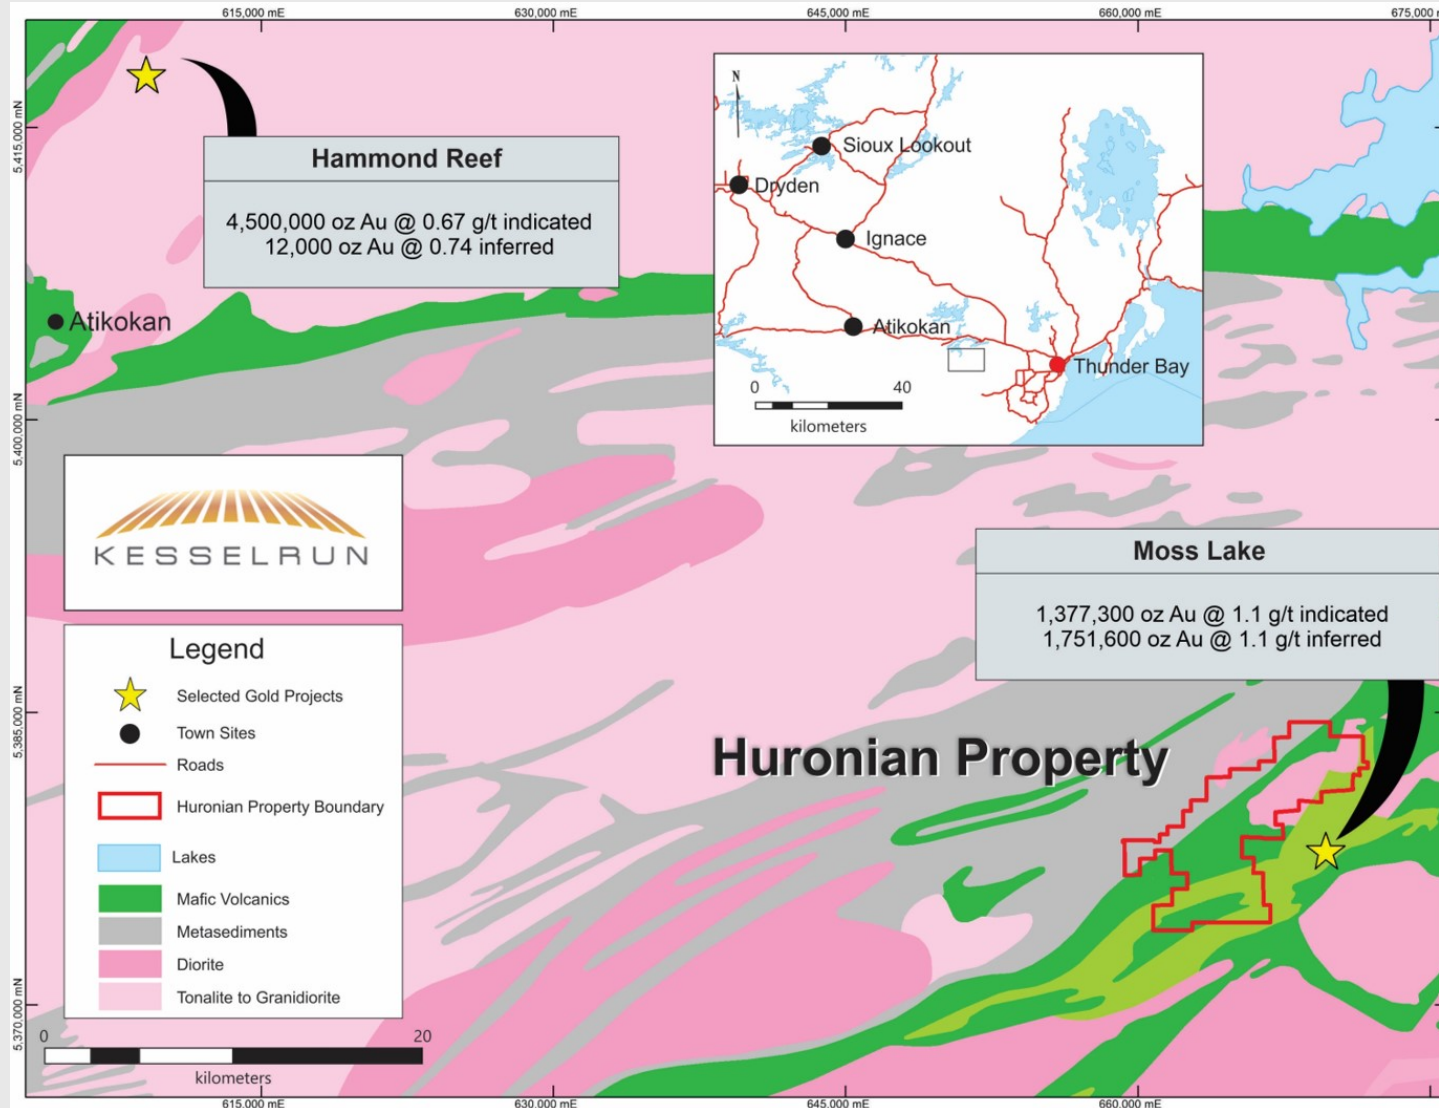 615,000 mE
630,000 mE
645,000 mE
660,000 mE
675,000 m
5,415,000 mN
5,400,000 mN
5,385,000 mN
5,370,000 mN
Hammond Reef
4,500,000 oz Au @ 0.67 g/t indicated
12,000 oz Au @ 0.74 inferred
Atikokan
N
Sioux Lookout
Dryden
Ignace
Atikokan
Thunder Bay
0 40
kilometers
KESSELRUN
Moss Lake
1,377,300 oz Au @ 1.1 g/t indicated
1,751,600 oz Au @ 1.1 g/t inferred
Huronian Property
Legend
Selected Gold Projects
Town Sites
Roads
Huronian Property Boundary
Lakes
Mafic Volcanics
Metasediments
Diorite
Tonalite to Granidiorite
0 20
kilometers
615,000 mE
630,000 mE
645,000 mE
660,000 mE